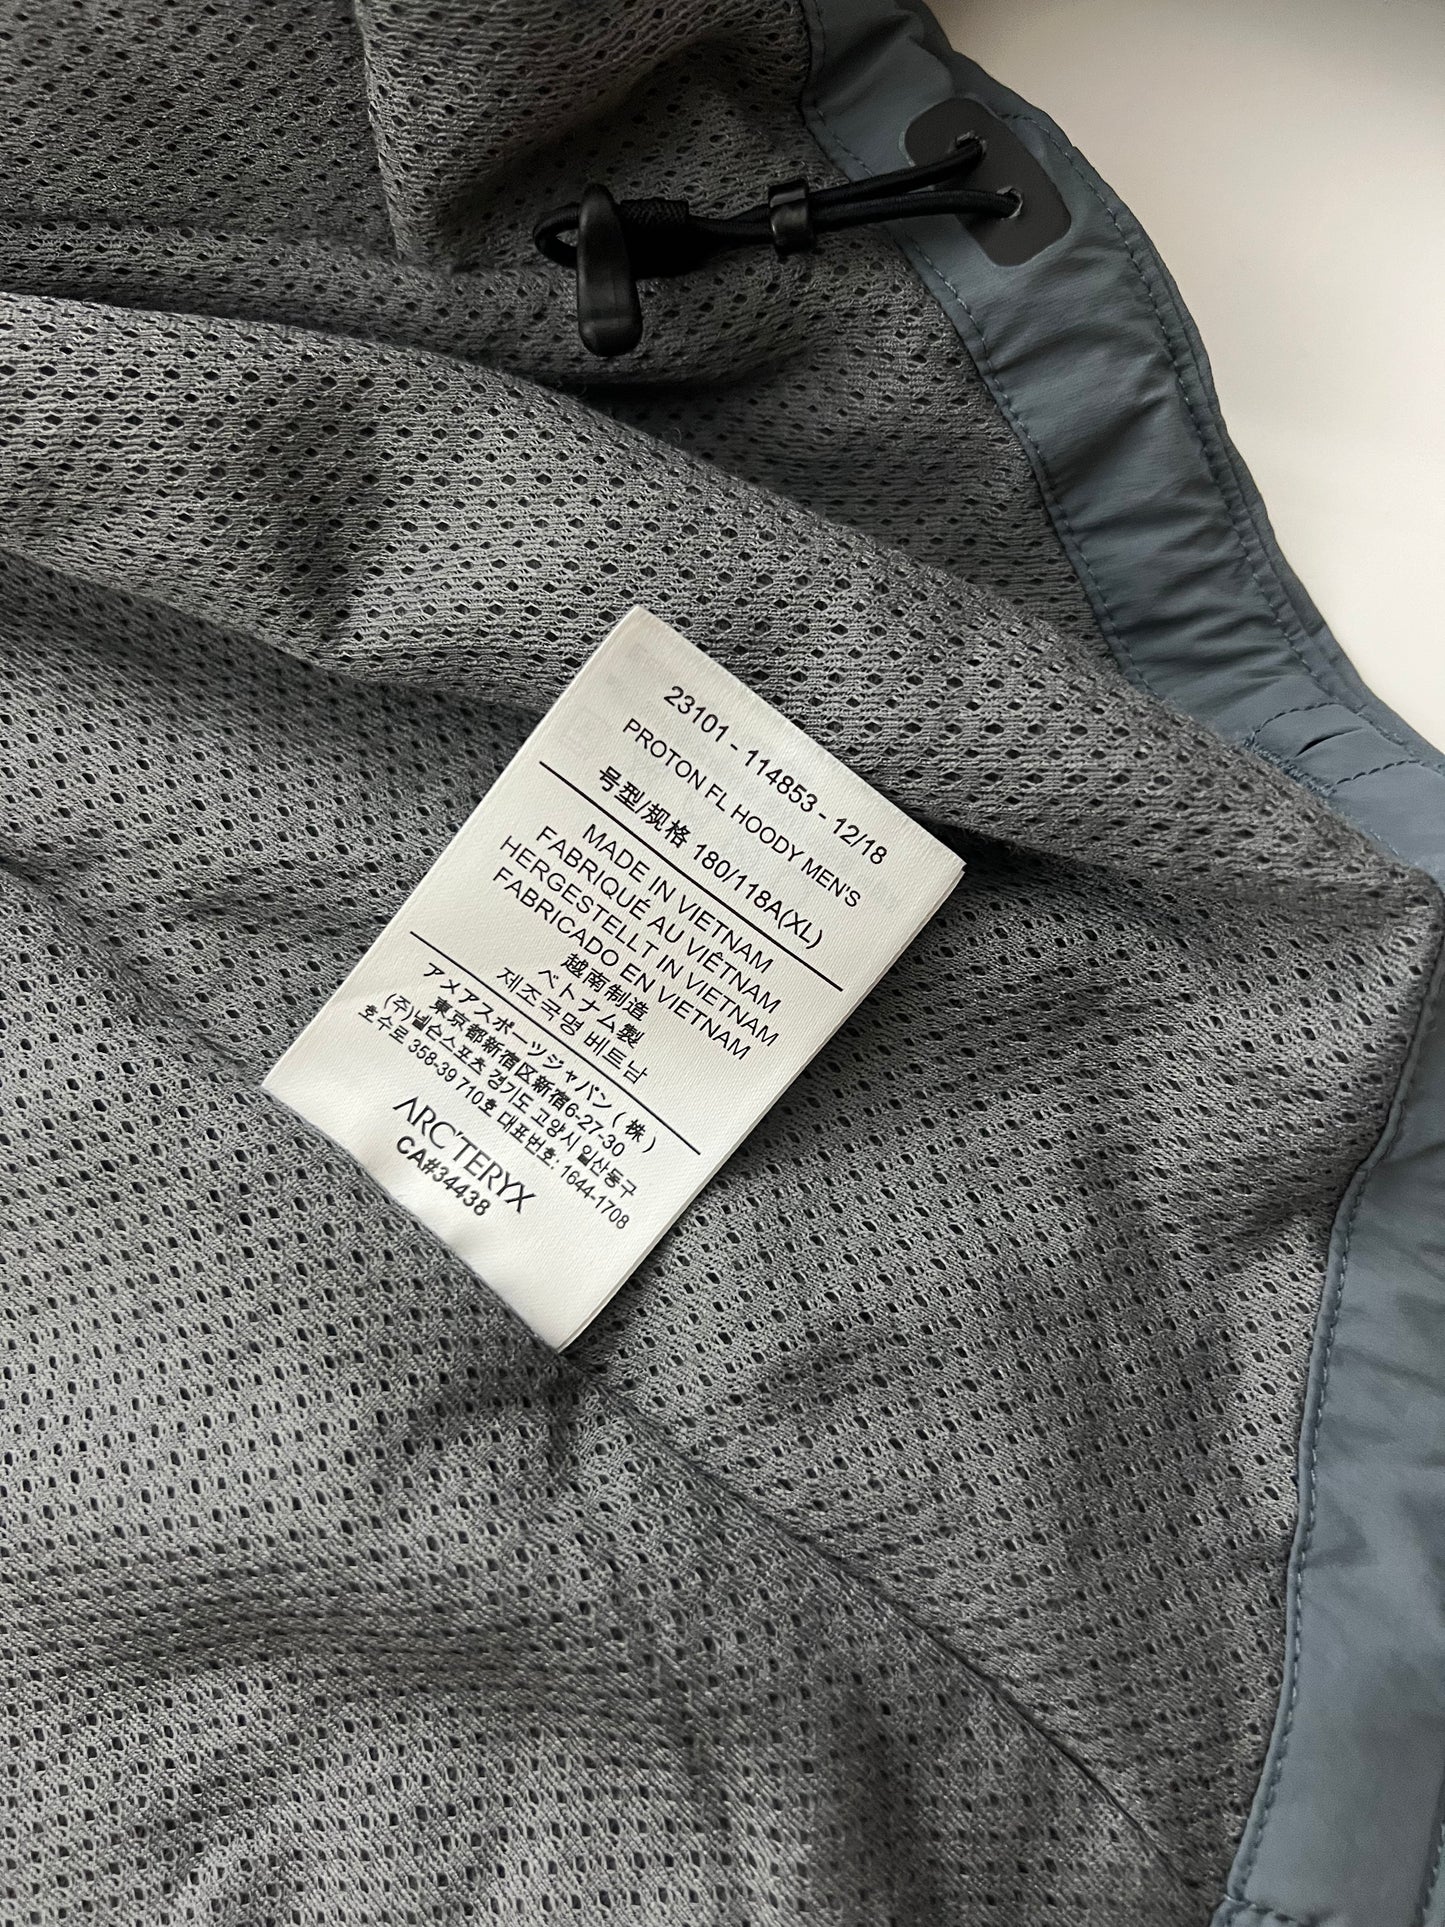 23101 - 114853 - 12/18
PROTON FL HOODY MEN'S
号型/规格 180/118A(XL)
MADE IN VIETNAM
FABRIQUÉ AU VIÊTNAM
HERGESTELLT IN VIETNAM
FABRICADO EN VIETNAM
越南制造
ベトナム製
제조국명 베트남
アメアスポーツジャパン(株)
東京都新宿区新宿6-27-30
(주)넬슨스포츠 경기도 고양시 일산동구
호수로 358-39 710호 대표번호: 1644-1708
ARC'TERYX
CA#34438